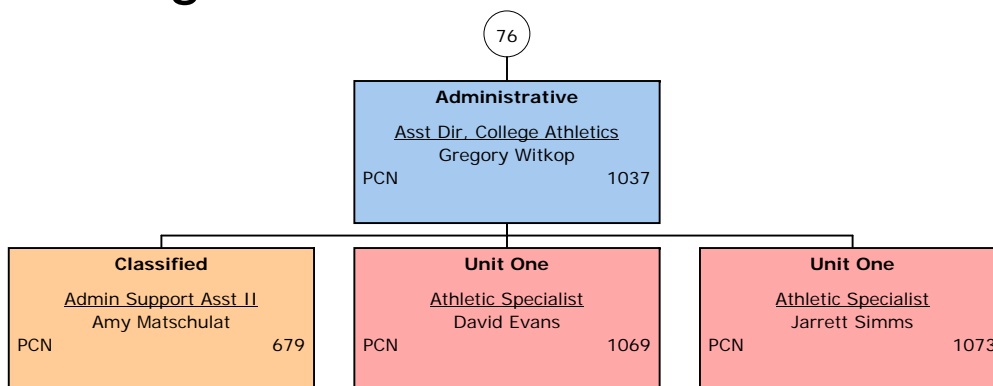 76
Administrative
Asst Dir, College Athletics
Gregory Witkop
PCN 1037
Classified
Admin Support Asst II
Amy Matschulat
PCN 679
Unit One
Athletic Specialist
David Evans
PCN 1069
Unit One
Athletic Specialist
Jarrett Simms
PCN 1073